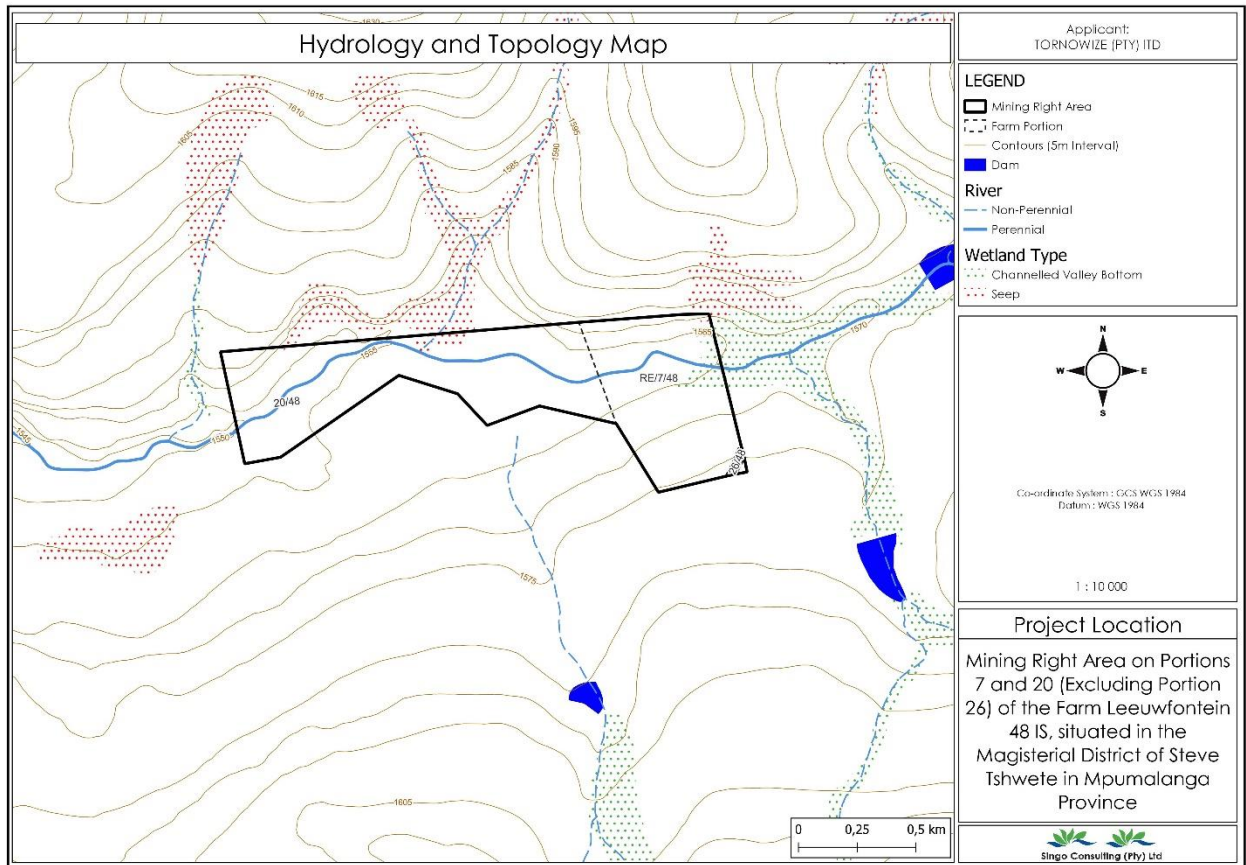 Hydrology and Topology Map
1630
1615
1610
1605
1595
1590
1585
1565
1570
1555
RE/7/48
20/48
1550
1545
26/48
1575
1605
0 0,25 0,5 km
Applicant:
TORNOWIZE (PTY) lTD
LEGEND
Mining Right Area
Farm Portion
Contours (5m Interval)
Dam
River
Non-Perennial
Perennial
Wetland Type
Channelled Valley Bottom
Seep
N
W E
S
Co-ordinate System : GCS WGS 1984
Datum : WGS 1984
1 : 10 000
Project Location
Mining Right Area on Portions
7 and 20 (Excluding Portion
26) of the Farm Leeuwfontein
48 IS, situated in the
Magisterial District of Steve
Tshwete in Mpumalanga
Province
Singo Consulting (Pty) Ltd